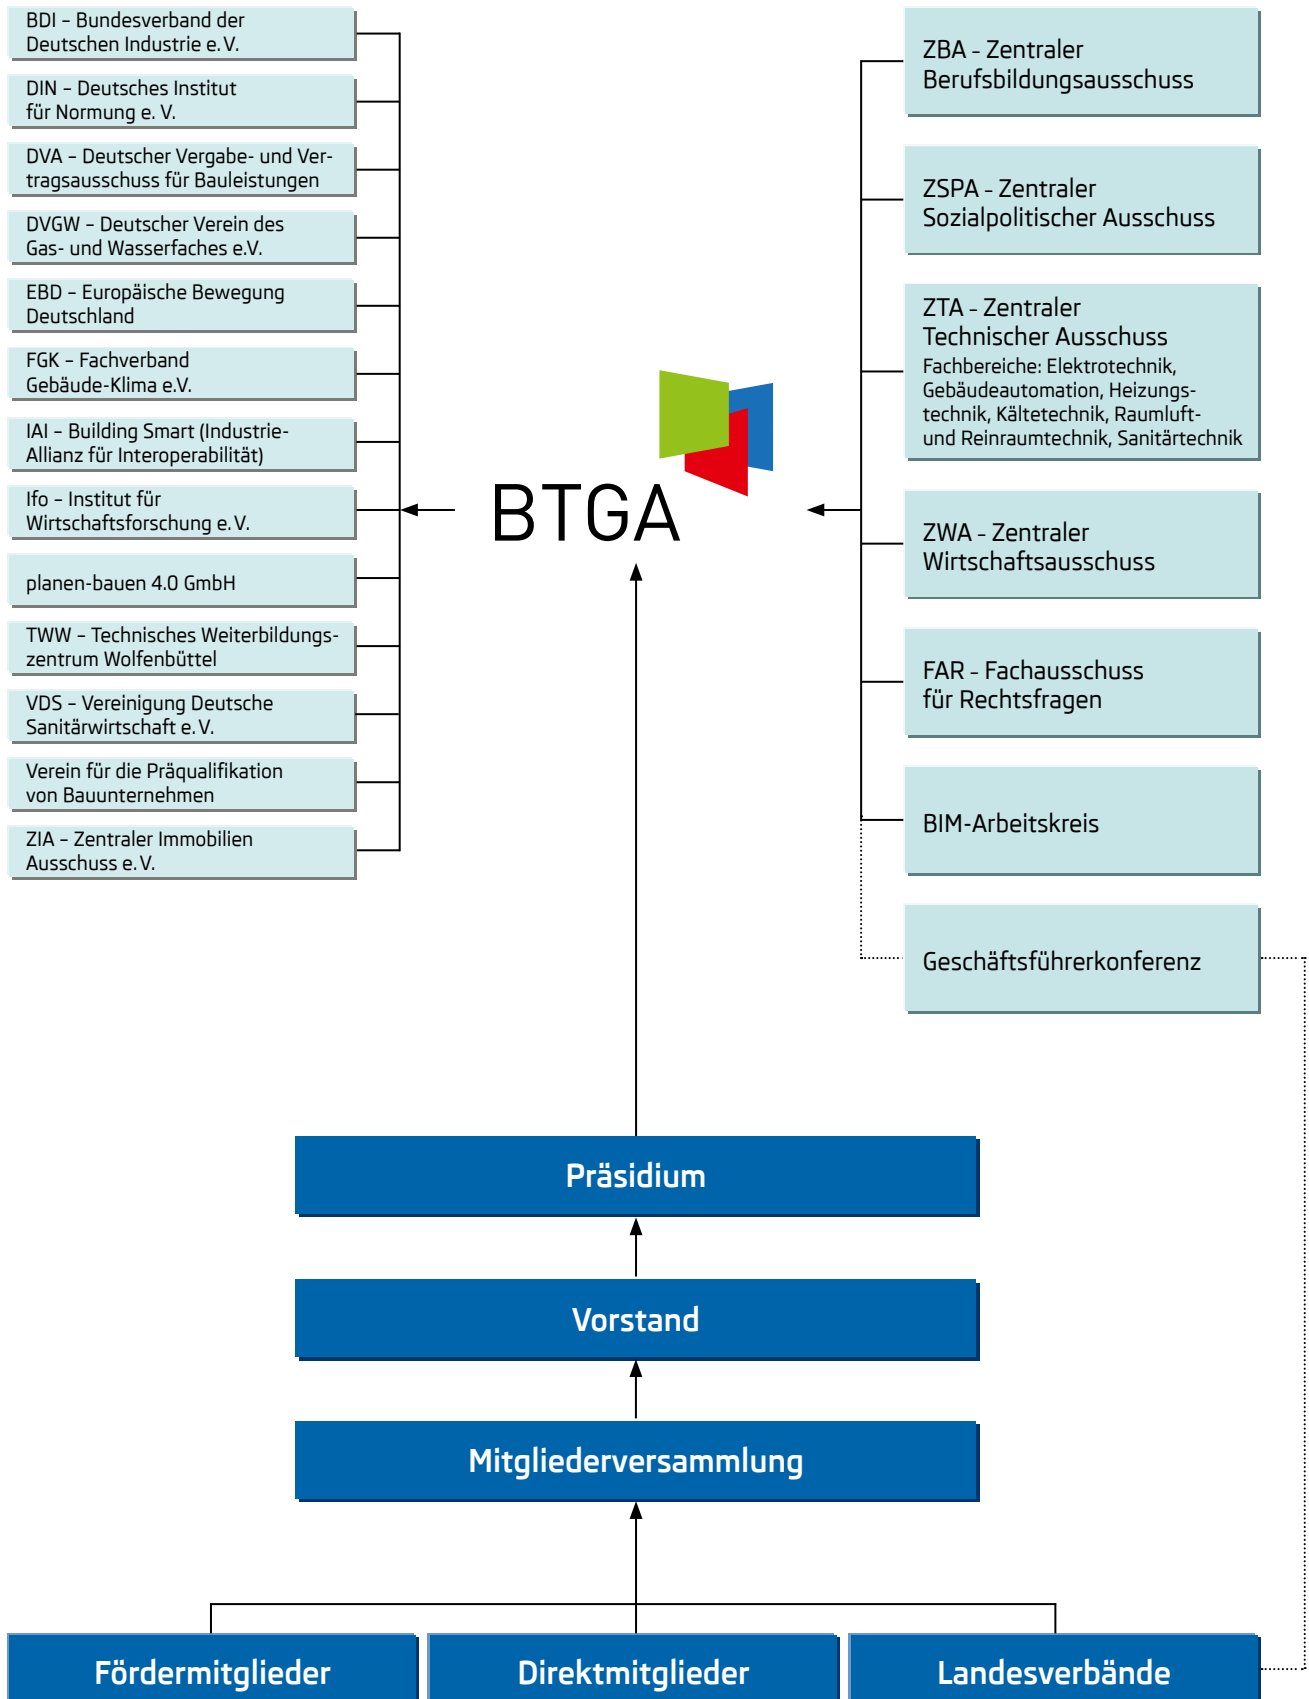 BDI – Bundesverband der
Deutschen Industrie e. V.
DIN – Deutsches Institut
für Normung e. V.
DVA – Deutscher Vergabe- und Ver-
tragsausschuss für Bauleistungen
DVGW – Deutscher Verein des
Gas- und Wasserfaches e.V.
EBD – Europäische Bewegung
Deutschland
FGK – Fachverband
Gebäude-Klima e.V.
IAI – Building Smart (Industrie-
Allianz für Interoperabilität)
Ifo – Institut für
Wirtschaftsforschung e. V.
planen-bauen 4.0 GmbH
TWW – Technisches Weiterbildungs-
zentrum Wolfenbüttel
VDS – Vereinigung Deutsche
Sanitärwirtschaft e. V.
Verein für die Präqualifikation
von Bauunternehmen
ZIA – Zentraler Immobilien
Ausschuss e. V.
BTGA
ZBA – Zentraler
Berufsbildungsausschuss
ZSPA – Zentraler
Sozialpolitischer Ausschuss
ZTA – Zentraler
Technischer Ausschuss
Fachbereiche: Elektrotechnik,
Gebäudeautomation, Heizungs-
technik, Kältetechnik, Raumluft-
und Reinraumtechnik, Sanitärtechnik
ZWA – Zentraler
Wirtschaftsausschuss
FAR – Fachausschuss
für Rechtsfragen
BIM-Arbeitskreis
Geschäftsführerkonferenz
Präsidium
Vorstand
Mitgliederversammlung
Fördermitglieder
Direktmitglieder
Landesverbände